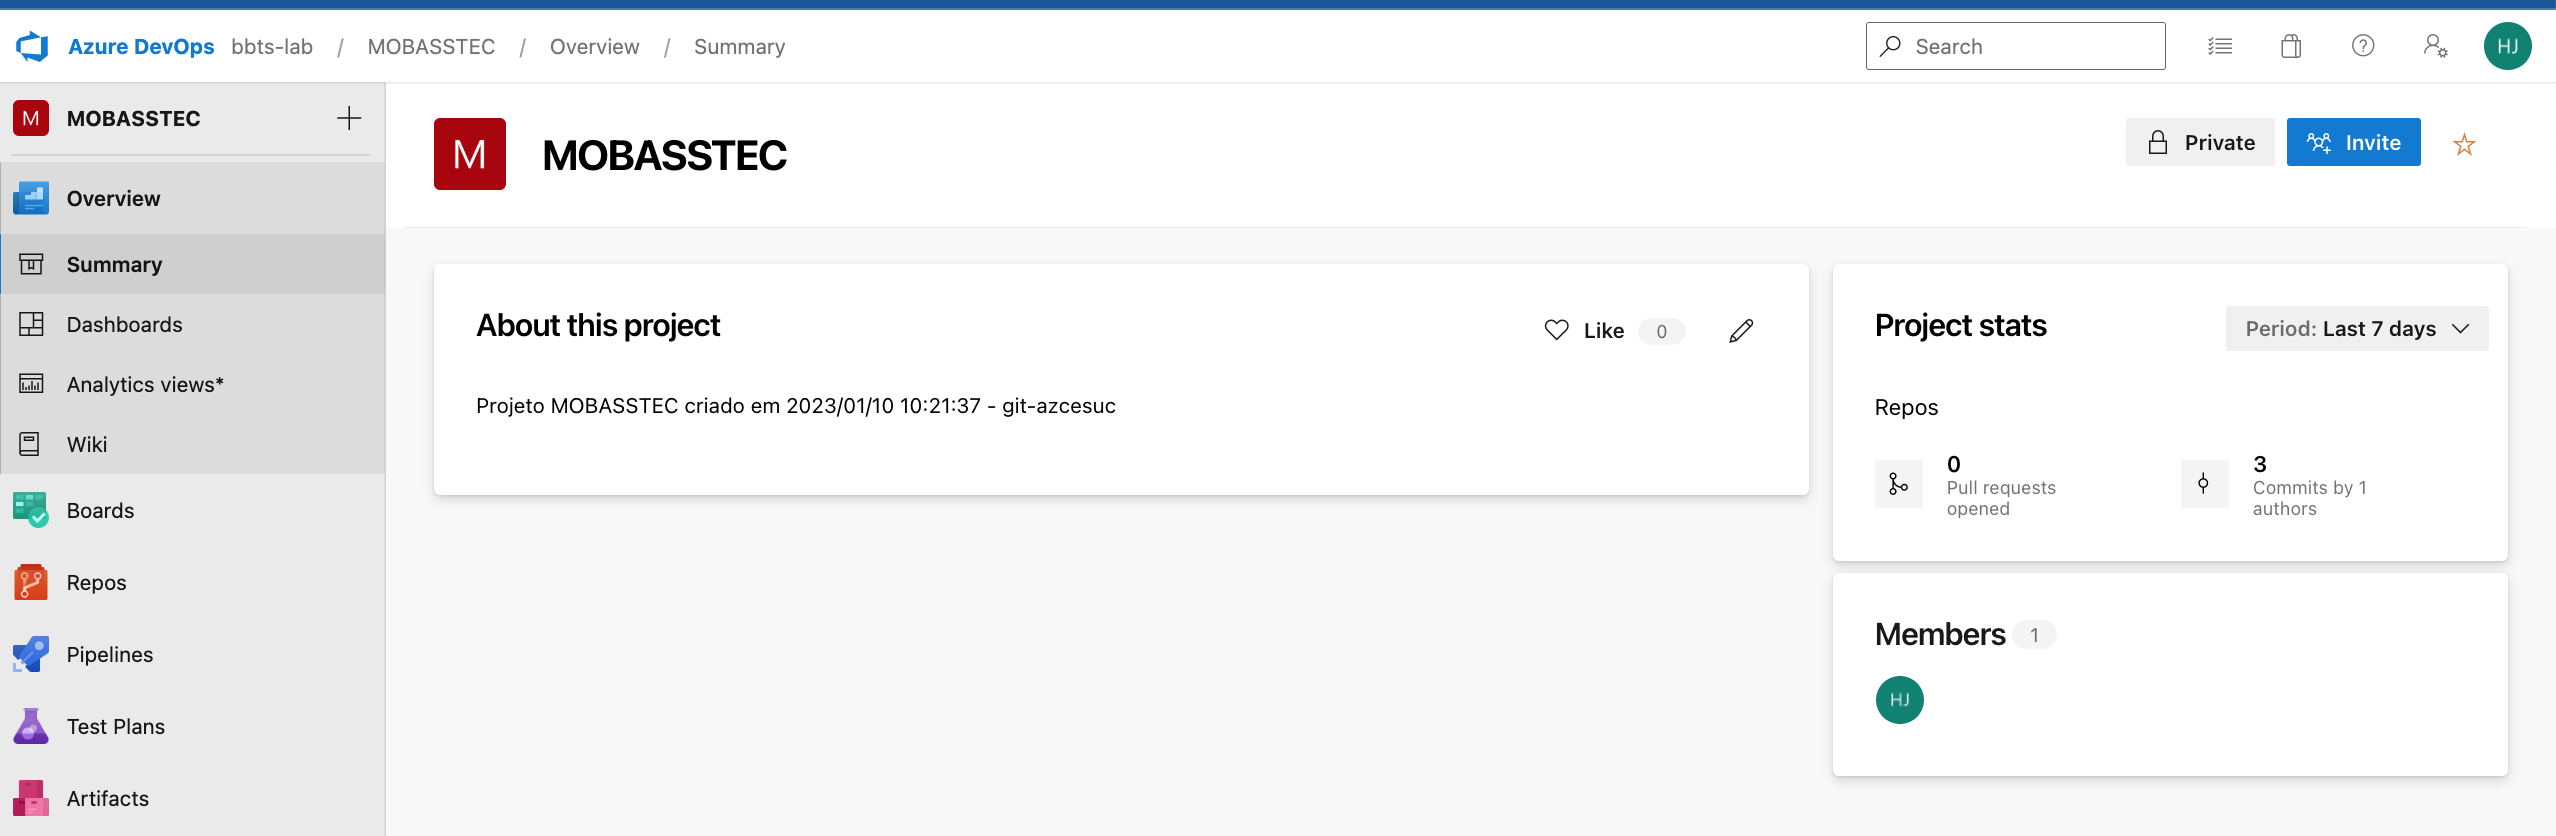 Azure DevOps bbts-lab / MOBASSTEC / Overview / Summary
Search
HJ
M MOBASSTEC
Overview
Summary
Dashboards
Analytics views*
Wiki
Boards
Repos
Pipelines
Test Plans
Artifacts
M MOBASSTEC
Private
Invite
About this project
Like 0
Projeto MOBASSTEC criado em 2023/01/10 10:21:37 - git-azcesuc
Project stats
Period: Last 7 days
Repos
0
Pull requests
opened
3
Commits by 1
authors
Members 1
HJ